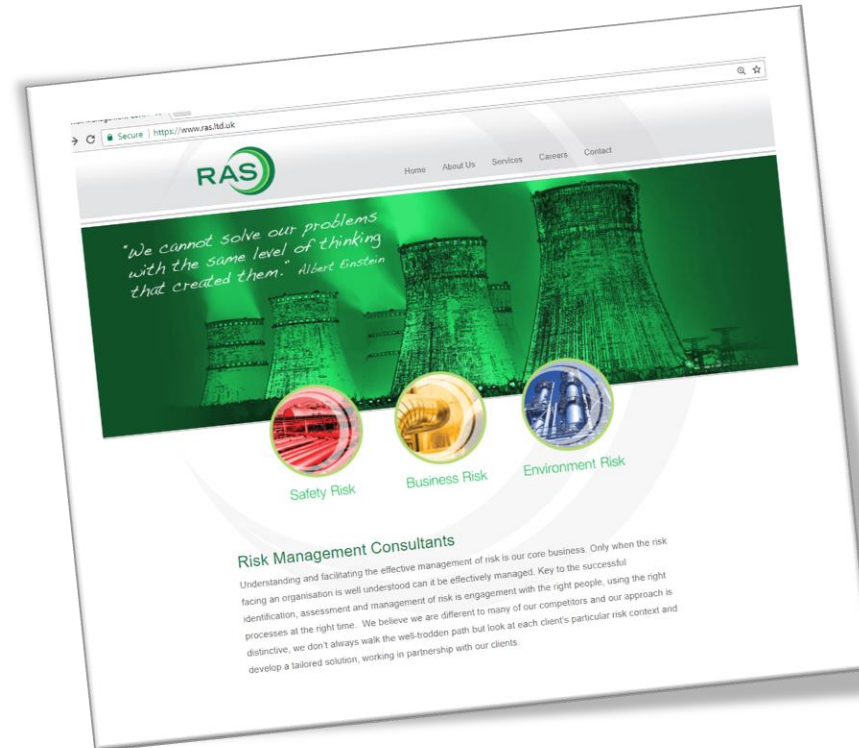 Secure | https://www.ras.ltd.uk
RAS
Home About Us Services Careers Contact
"We cannot solve our problems
with the same level of thinking
that created them." Albert Einstein
Safety Risk Business Risk Environment Risk
Risk Management Consultants
Understanding and facilitating the effective management of risk is our core business. Only when the risk
facing an organisation is well understood can it be effectively managed. Key to the successful
identification, assessment and management of risk is engagement with the right people, using the right
processes at the right time. We believe we are different to many of our competitors and our approach is
distinctive, we don't always walk the well-trodden path but look at each client's particular risk context and
develop a tailored solution, working in partnership with our clients.